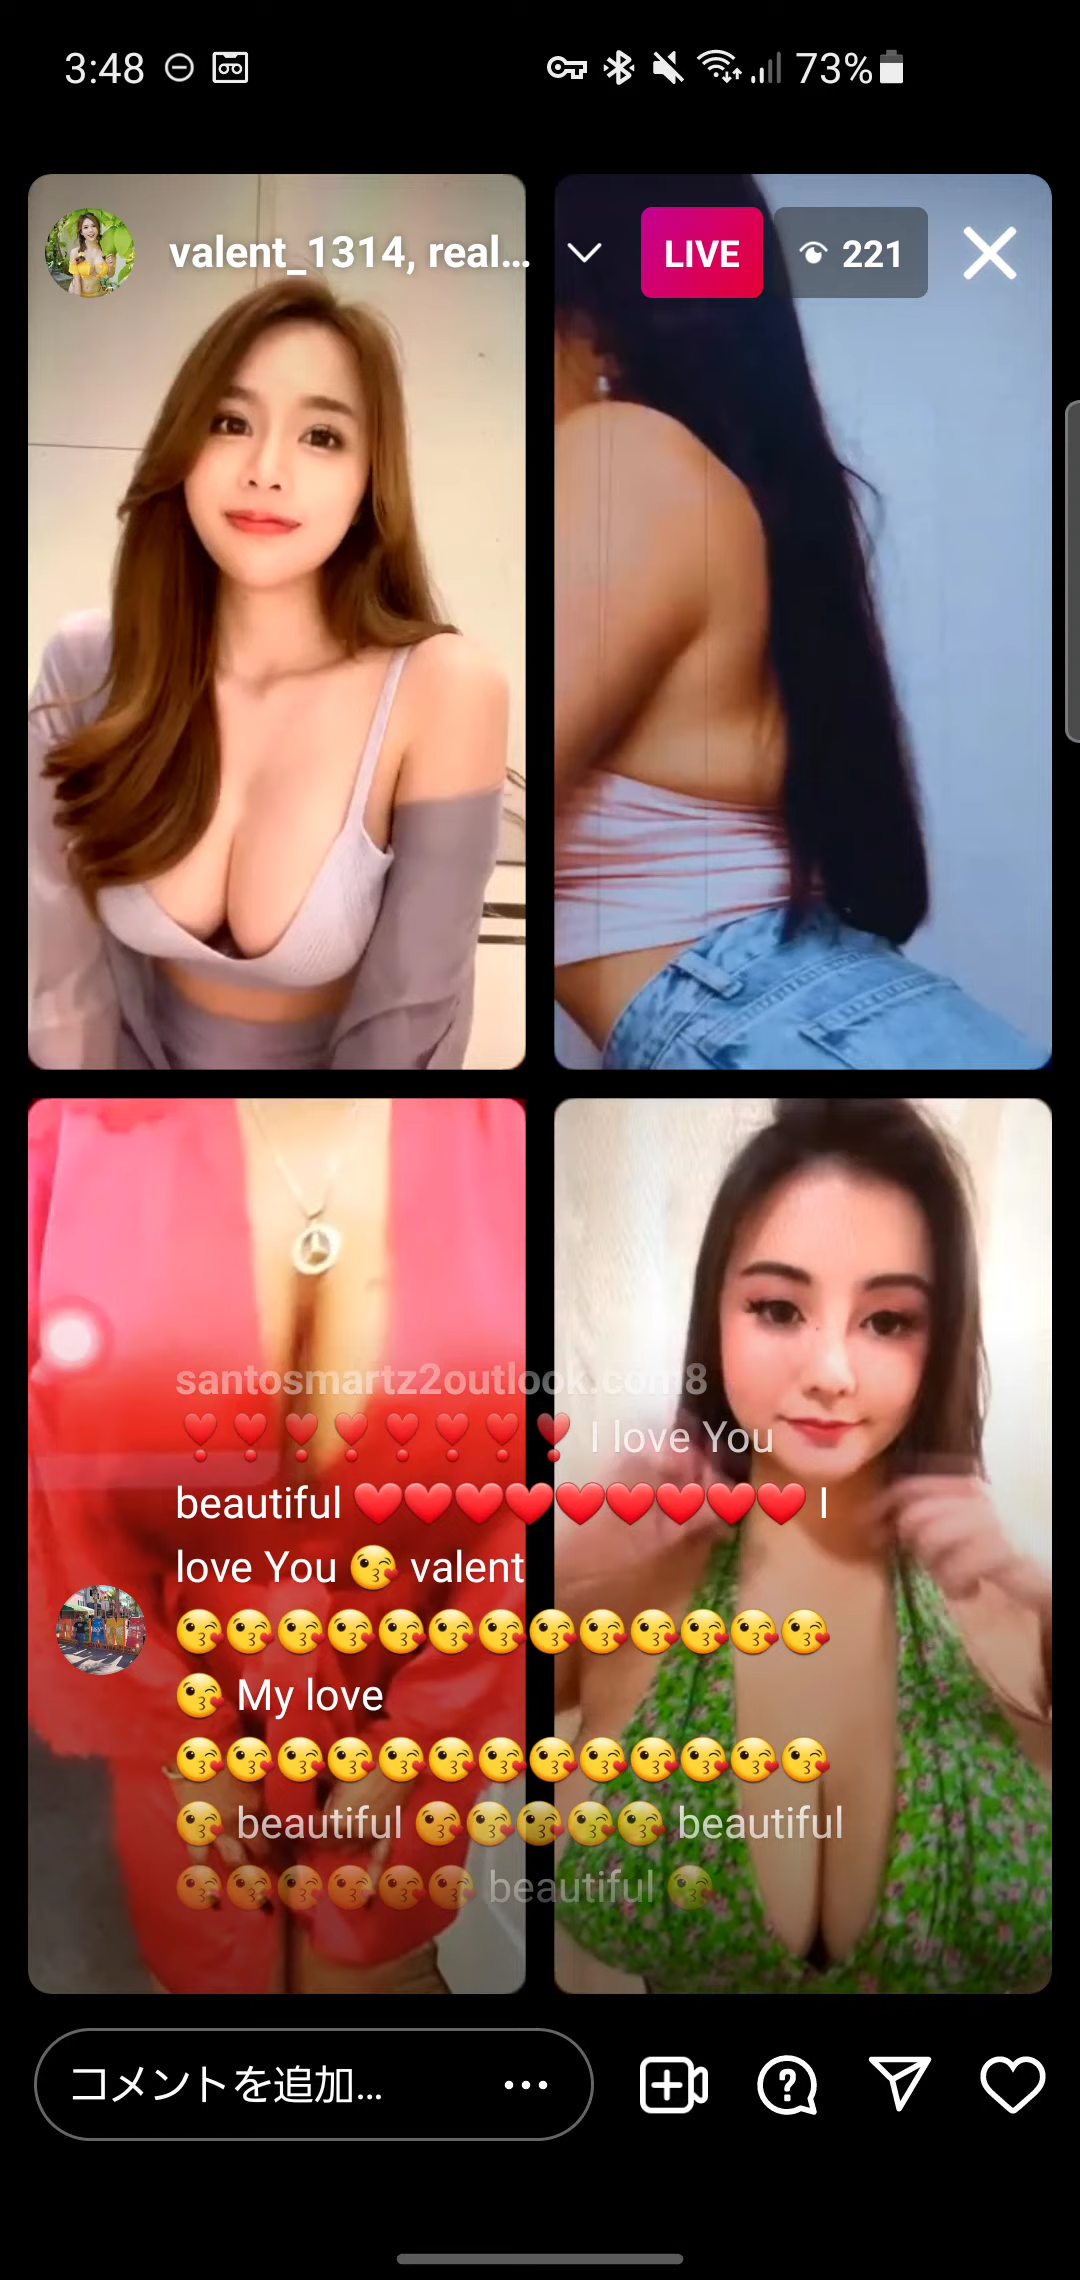 3:48 73%
valent_1314, real... LIVE 221
santosmartz2outlook.com8
❣❣❣❣❣❣❣❣ I love You
beautiful ❤❤❤❤❤❤❤❤❤ I
love You 😘 valent
😘😘😘😘😘😘😘😘😘😘😘😘😘
😘 My love
😘😘😘😘😘😘😘😘😘😘😘😘😘
😘 beautiful 😘😘😘😘😘 beautiful
😘😘😘😘😘😘 beautiful 😘
コメントを追加...